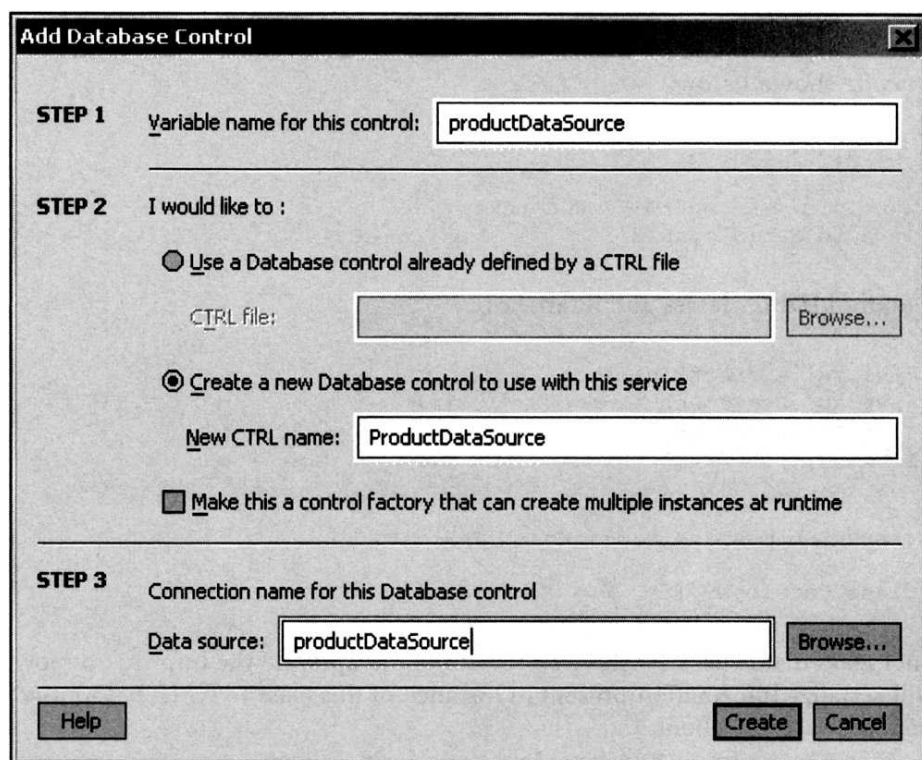 Add Database Control
STEP 1
Variable name for this control: productDataSource
STEP 2 I would like to :
Use a Database control already defined by a CTRL file
CTRL file: Browse...
Create a new Database control to use with this service
New CTRL name: ProductDataSource
Make this a control factory that can create multiple instances at runtime
STEP 3
Connection name for this Database control
Data source: productDataSource Browse...
Help Create Cancel